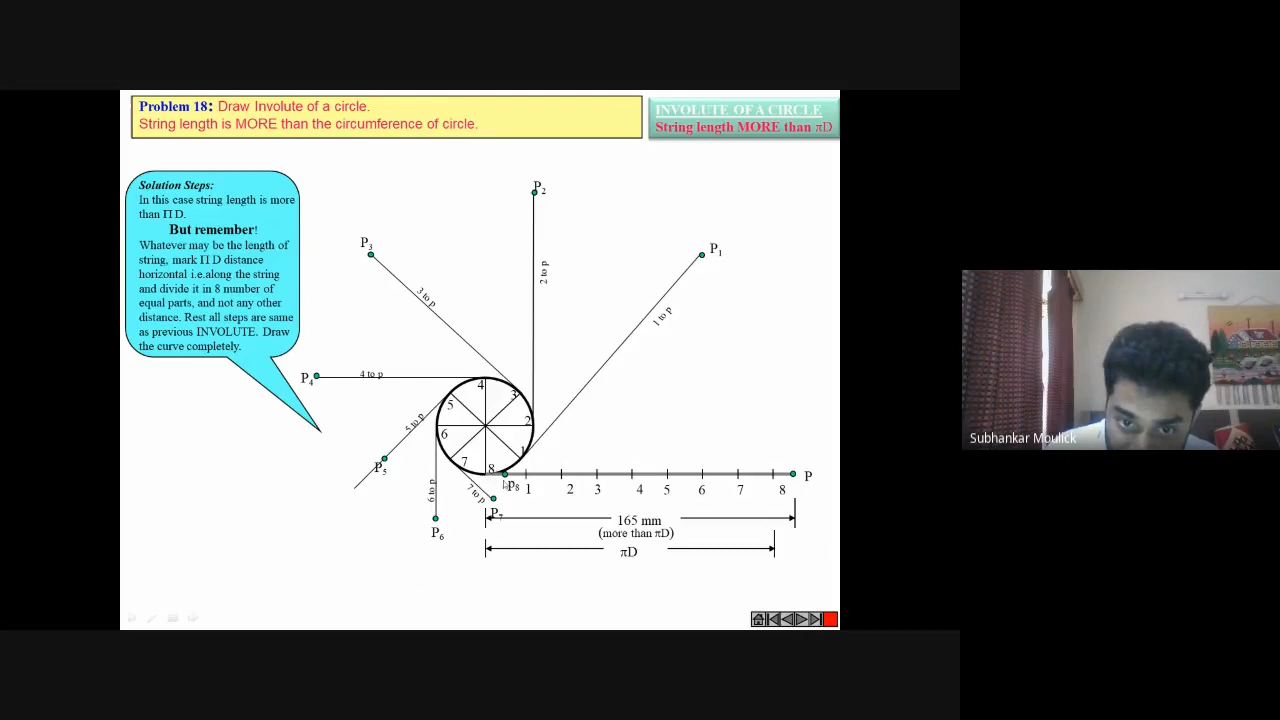 Problem 18: Draw Involute of a circle.
String length is MORE than the circumference of circle.
INVOLUTE OF A CIRCLE
String length MORE than πD
Solution Steps:
In this case string length is more
than Π D.
But remember!
Whatever may be the length of
string, mark Π D distance
horizontal i.e.along the string
and divide it in 8 number of
equal parts, and not any other
distance. Rest all steps are same
as previous INVOLUTE. Draw
the curve completely.
P2
P3
P1
2 to p
3 to p
1 to p
P4
4 to p
4
3
5
5 to p
2
6
1
P5
7
8
P
6 to p
7 to p
p8
1
2
3
4
5
6
7
8
P7
P6
165 mm
(more than πD)
πD
Subhankar Moulick